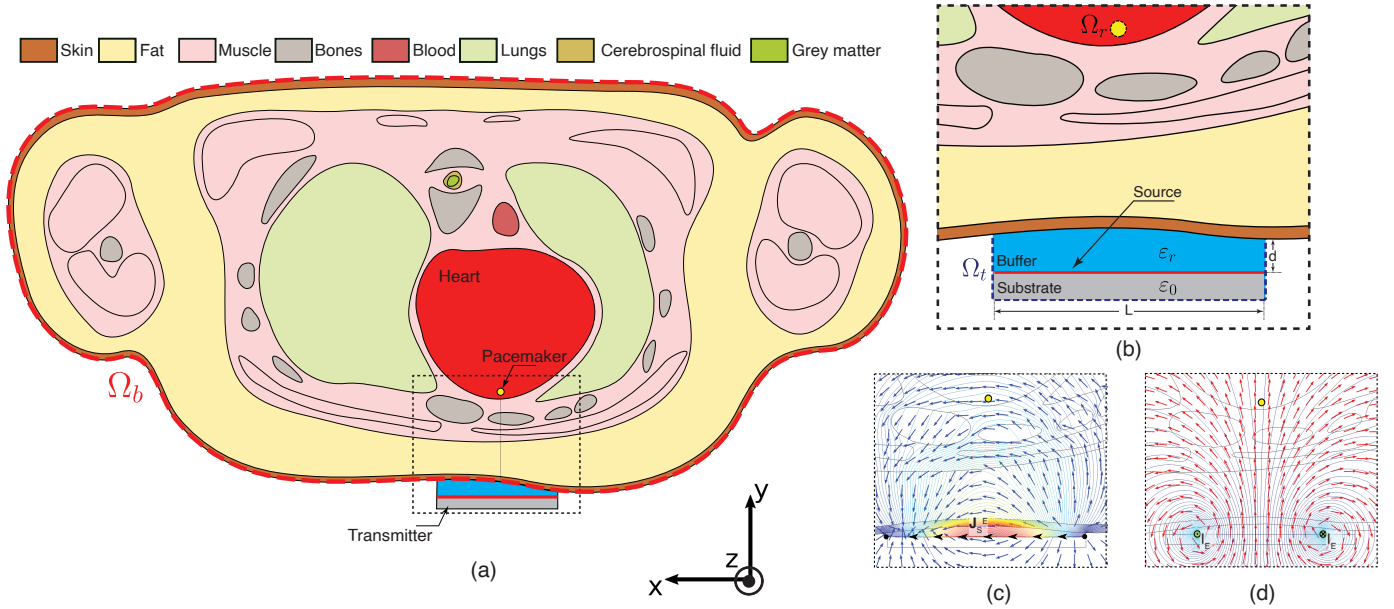 Skin Fat Muscle Bones Blood Lungs Cerebrospinal fluid Grey matter
Heart
Pacemaker
Ω_b
Transmitter
(a)
y
z
x
Ω_r
Source
Buffer ε_r
d
Ω_t
Substrate ε_0
L
(b)
J_S^E
(c)
I_E I_E
(d)